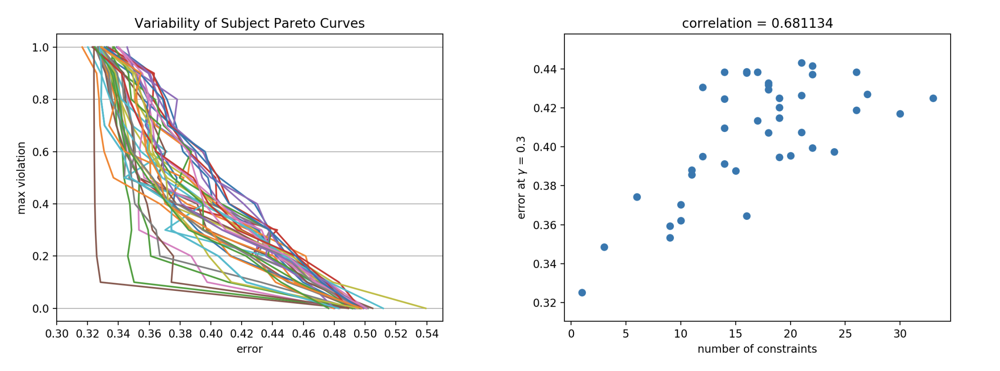 Variability of Subject Pareto Curves
1.0
0.8
0.6
0.4
0.2
0.0
max violation
0.30 0.32 0.34 0.36 0.38 0.40 0.42 0.44 0.46 0.48 0.50 0.52 0.54
error
correlation = 0.681134
0.44
0.42
0.40
0.38
0.36
0.34
0.32
error at γ = 0.3
0 5 10 15 20 25 30
number of constraints